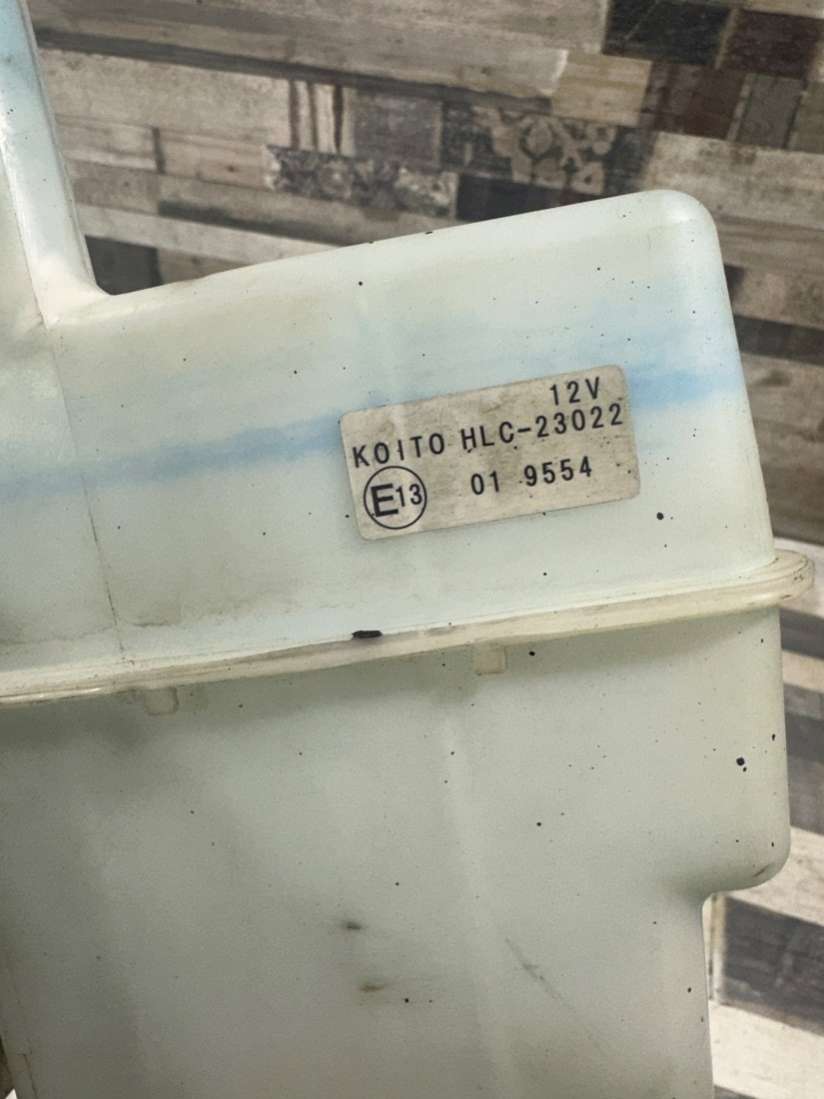 12V
KOITO HLC-23022
E13 01 9554